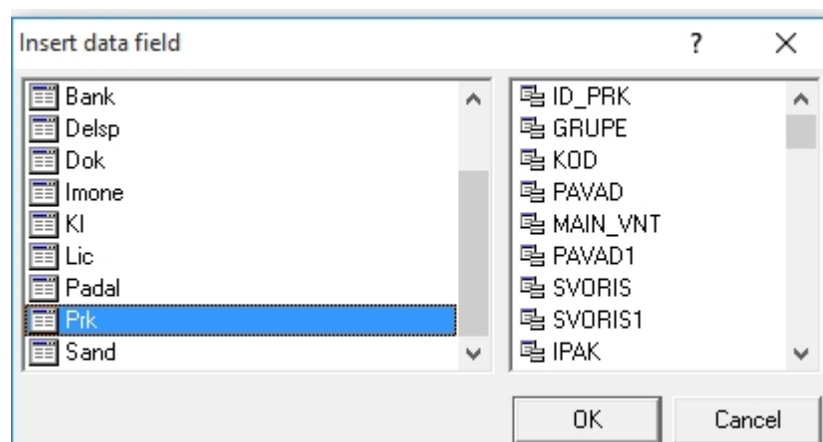 Insert data field
Bank
Delsp
Dok
Imone
Kl
Lic
Padal
Prk
Sand
ID_PRK
GRUPE
KOD
PAVAD
MAIN_VNT
PAVAD1
SVORIS
SVORIS1
IPAK
OK
Cancel